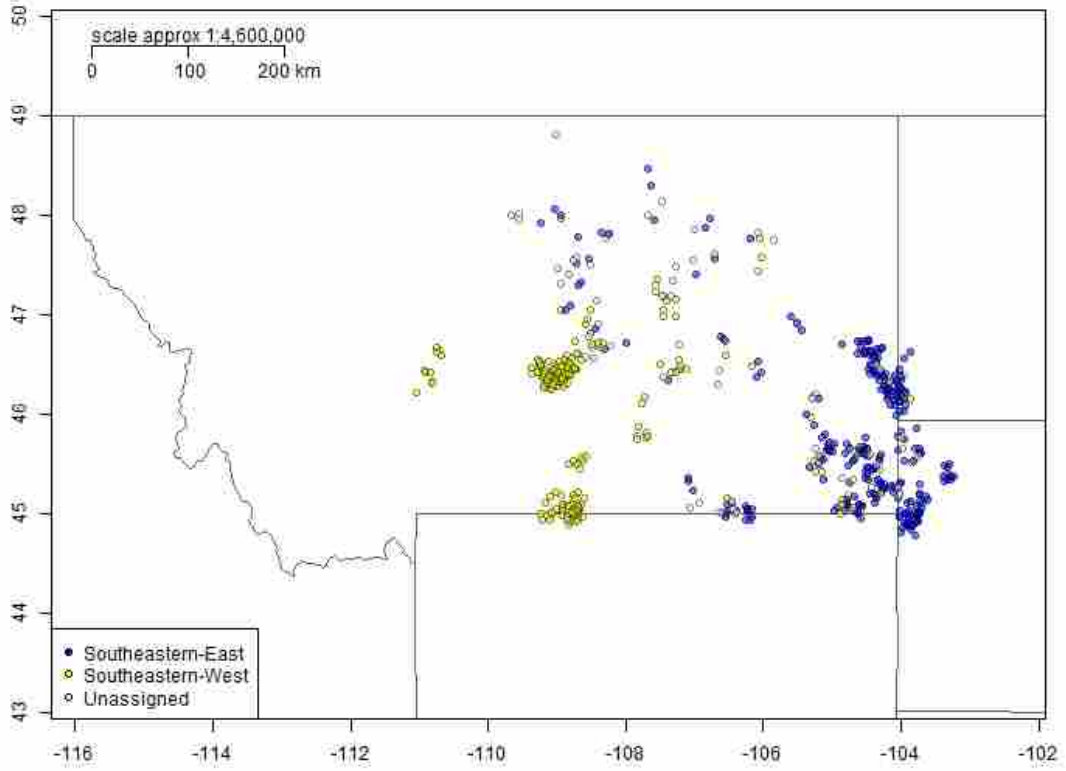 scale approx 1:4,600,000
0 100 200 km
50
49
48
47
46
45
44
43
Southeastern-East
Southeastern-West
Unassigned
-116 -114 -112 -110 -108 -106 -104 -102